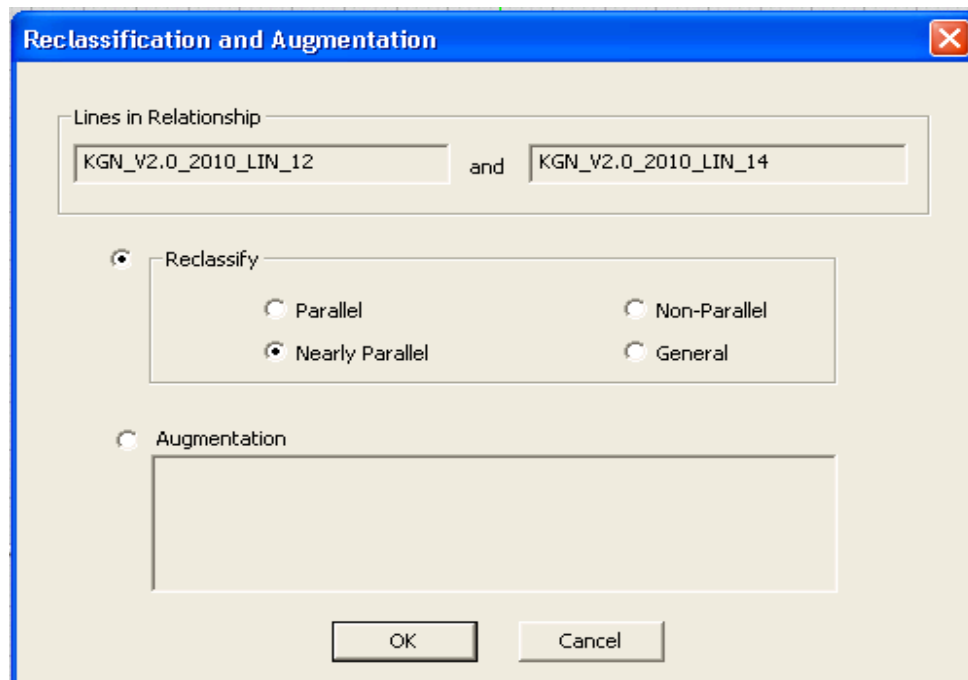 Reclassification and Augmentation
Lines in Relationship
KGN_V2.0_2010_LIN_12 and KGN_V2.0_2010_LIN_14
Reclassify
Parallel Non-Parallel
Nearly Parallel General
Augmentation
OK Cancel